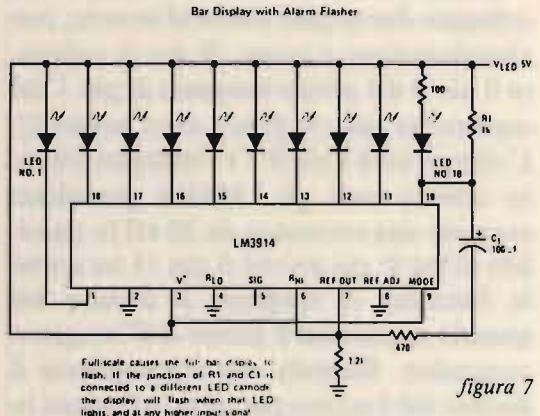 Bar Display with Alarm Flasher
VLED 5V
100
R1
1k
LED
NO. 1
LED
NO 10
18 17 16 15 14 13 12 11 10
LM3914
C1
100
V+ RLO SIG RHI REF OUT REF ADJ MODE
1 2 3 4 5 6 7 8 9
470
Full-scale causes the full bar display to
flash. If the junction of R1 and C1 is
connected to a different LED cathode
the display will flash when that LED
lights, and at any higher input signal
figura 7